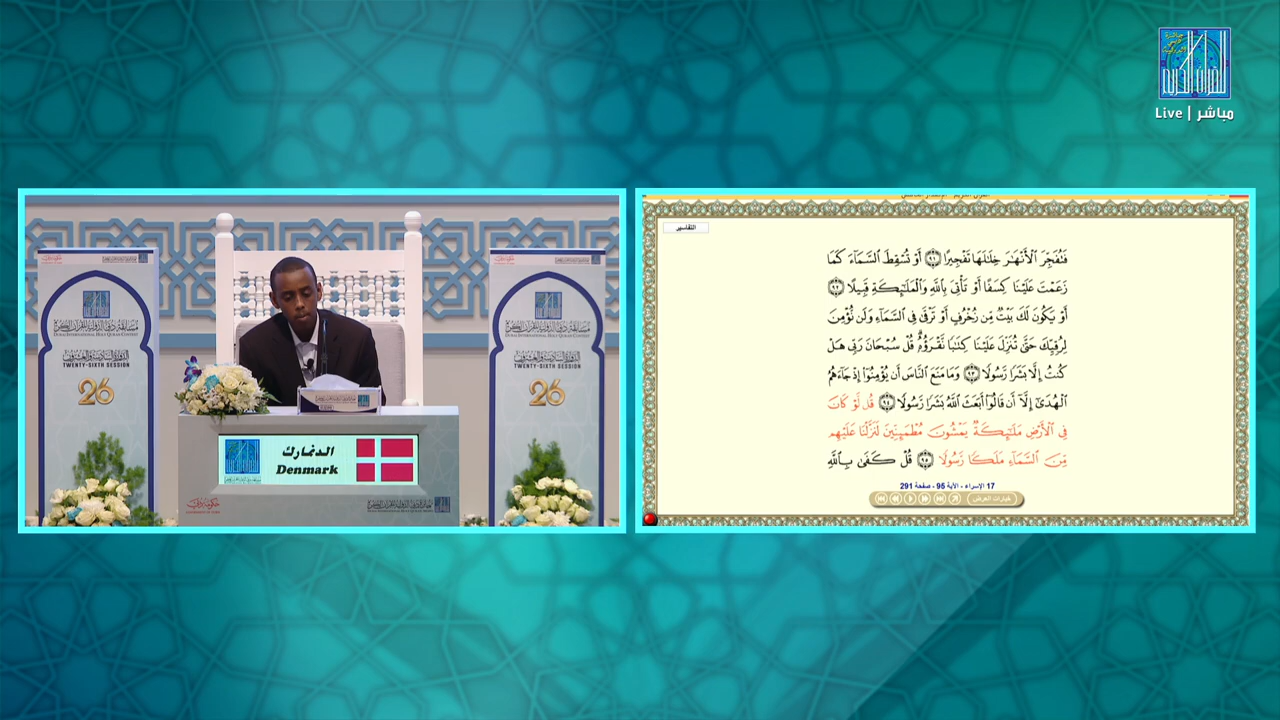 Live | مباشر
TWENTY-SIXTH SESSION
26
TWENTY-SIXTH SESSION
26
الدنمارك
Denmark
التفاسير
فَتُفَجِّرَ ٱلْأَنْهَٰرَ خِلَٰلَهَا تَفْجِيرًا ٩١ أَوْ تُسْقِطَ ٱلسَّمَآءَ كَمَا
زَعَمْتَ عَلَيْنَا كِسَفًا أَوْ تَأْتِىَ بِٱللَّهِ وَٱلْمَلَٰٓئِكَةِ قَبِيلًا ٩٢
أَوْ يَكُونَ لَكَ بَيْتٌ مِّن زُخْرُفٍ أَوْ تَرْقَىٰ فِى ٱلسَّمَآءِ وَلَن نُّؤْمِنَ
لِرُقِيِّكَ حَتَّىٰ تُنَزِّلَ عَلَيْنَا كِتَٰبًا نَّقْرَؤُهُۥ قُلْ سُبْحَانَ رَبِّى هَلْ
كُنتُ إِلَّا بَشَرًا رَّسُولًا ٩٣ وَمَا مَنَعَ ٱلنَّاسَ أَن يُؤْمِنُوٓا۟ إِذْ جَآءَهُمُ
ٱلْهُدَىٰٓ إِلَّآ أَن قَالُوٓا۟ أَبَعَثَ ٱللَّهُ بَشَرًا رَّسُولًا ٩٤ قُل لَّوْ كَانَ
فِى ٱلْأَرْضِ مَلَٰٓئِكَةٌ يَمْشُونَ مُطْمَئِنِّينَ لَنَزَّلْنَا عَلَيْهِم
مِّنَ ٱلسَّمَآءِ مَلَكًا رَّسُولًا ٩٥ قُلْ كَفَىٰ بِٱللَّهِ
17 الإسراء - الآية 95 - صفحة 291
خيارات العرض